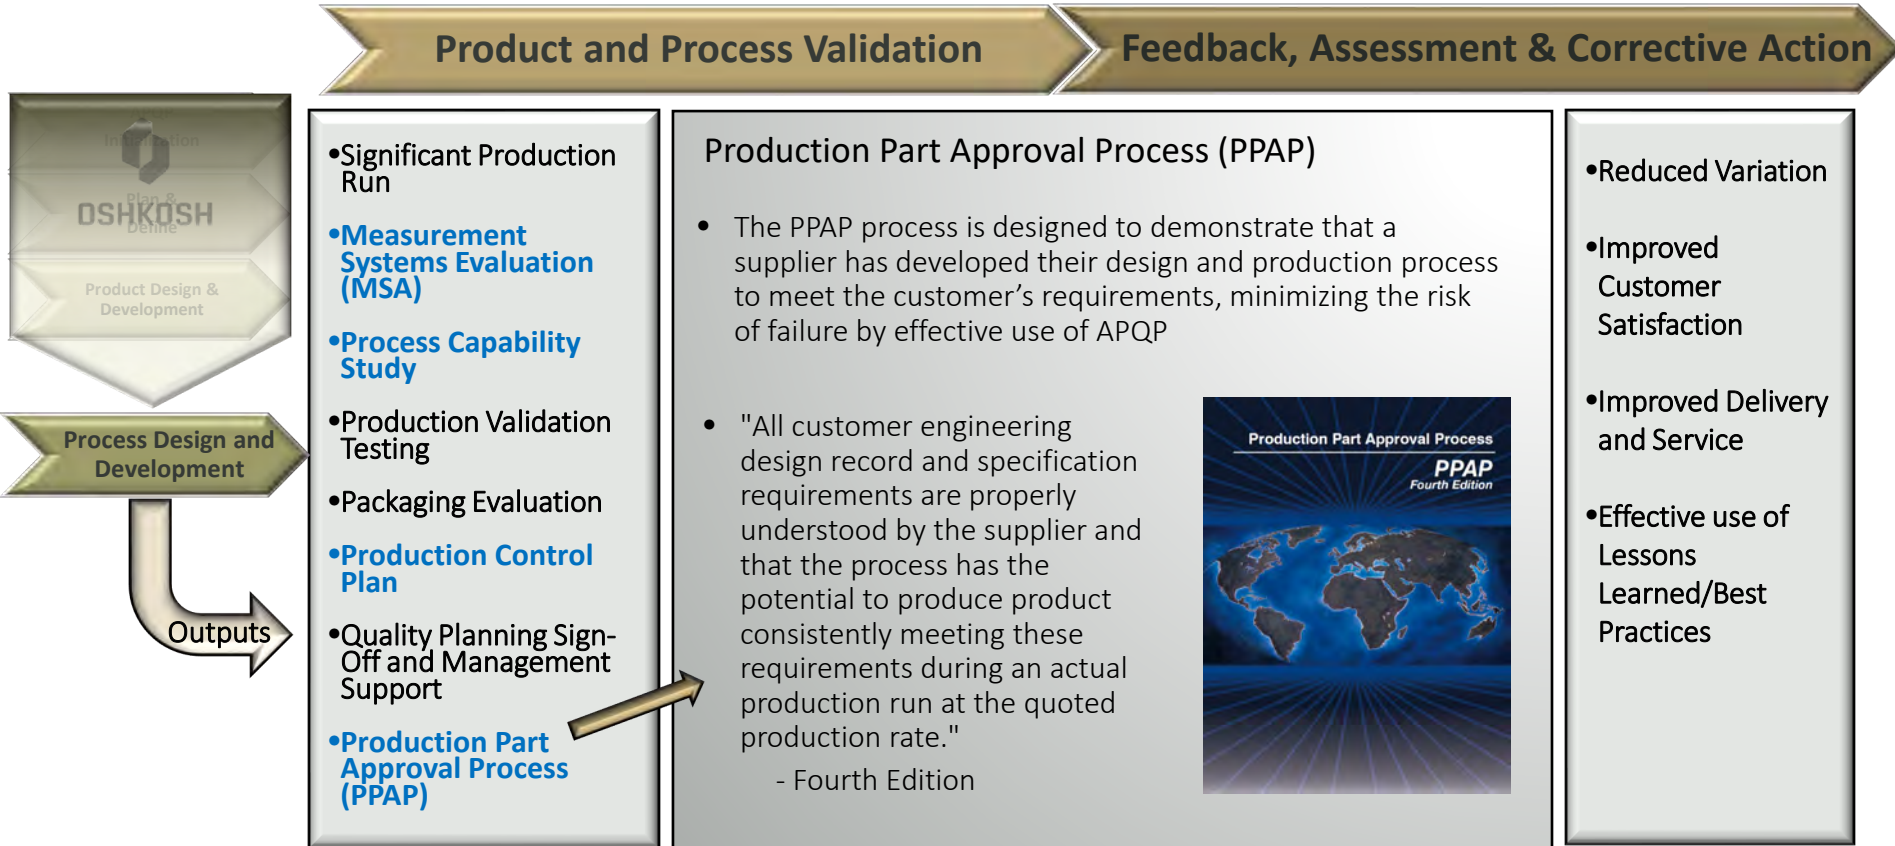 Product and Process Validation
Feedback, Assessment & Corrective Action
Initialization
Plan &
Define
OSHKOSH
Product Design &
Development
Process Design and
Development
Outputs
•Significant Production
Run
•Measurement
Systems Evaluation
(MSA)
•Process Capability
Study
•Production Validation
Testing
•Packaging Evaluation
•Production Control
Plan
•Quality Planning Sign-
Off and Management
Support
•Production Part
Approval Process
(PPAP)
Production Part Approval Process (PPAP)
• The PPAP process is designed to demonstrate that a
supplier has developed their design and production process
to meet the customer’s requirements, minimizing the risk
of failure by effective use of APQP
• "All customer engineering
design record and specification
requirements are properly
understood by the supplier and
that the process has the
potential to produce product
consistently meeting these
requirements during an actual
production run at the quoted
production rate."
- Fourth Edition
Production Part Approval Process
PPAP
Fourth Edition
•Reduced Variation
•Improved
Customer
Satisfaction
•Improved Delivery
and Service
•Effective use of
Lessons
Learned/Best
Practices